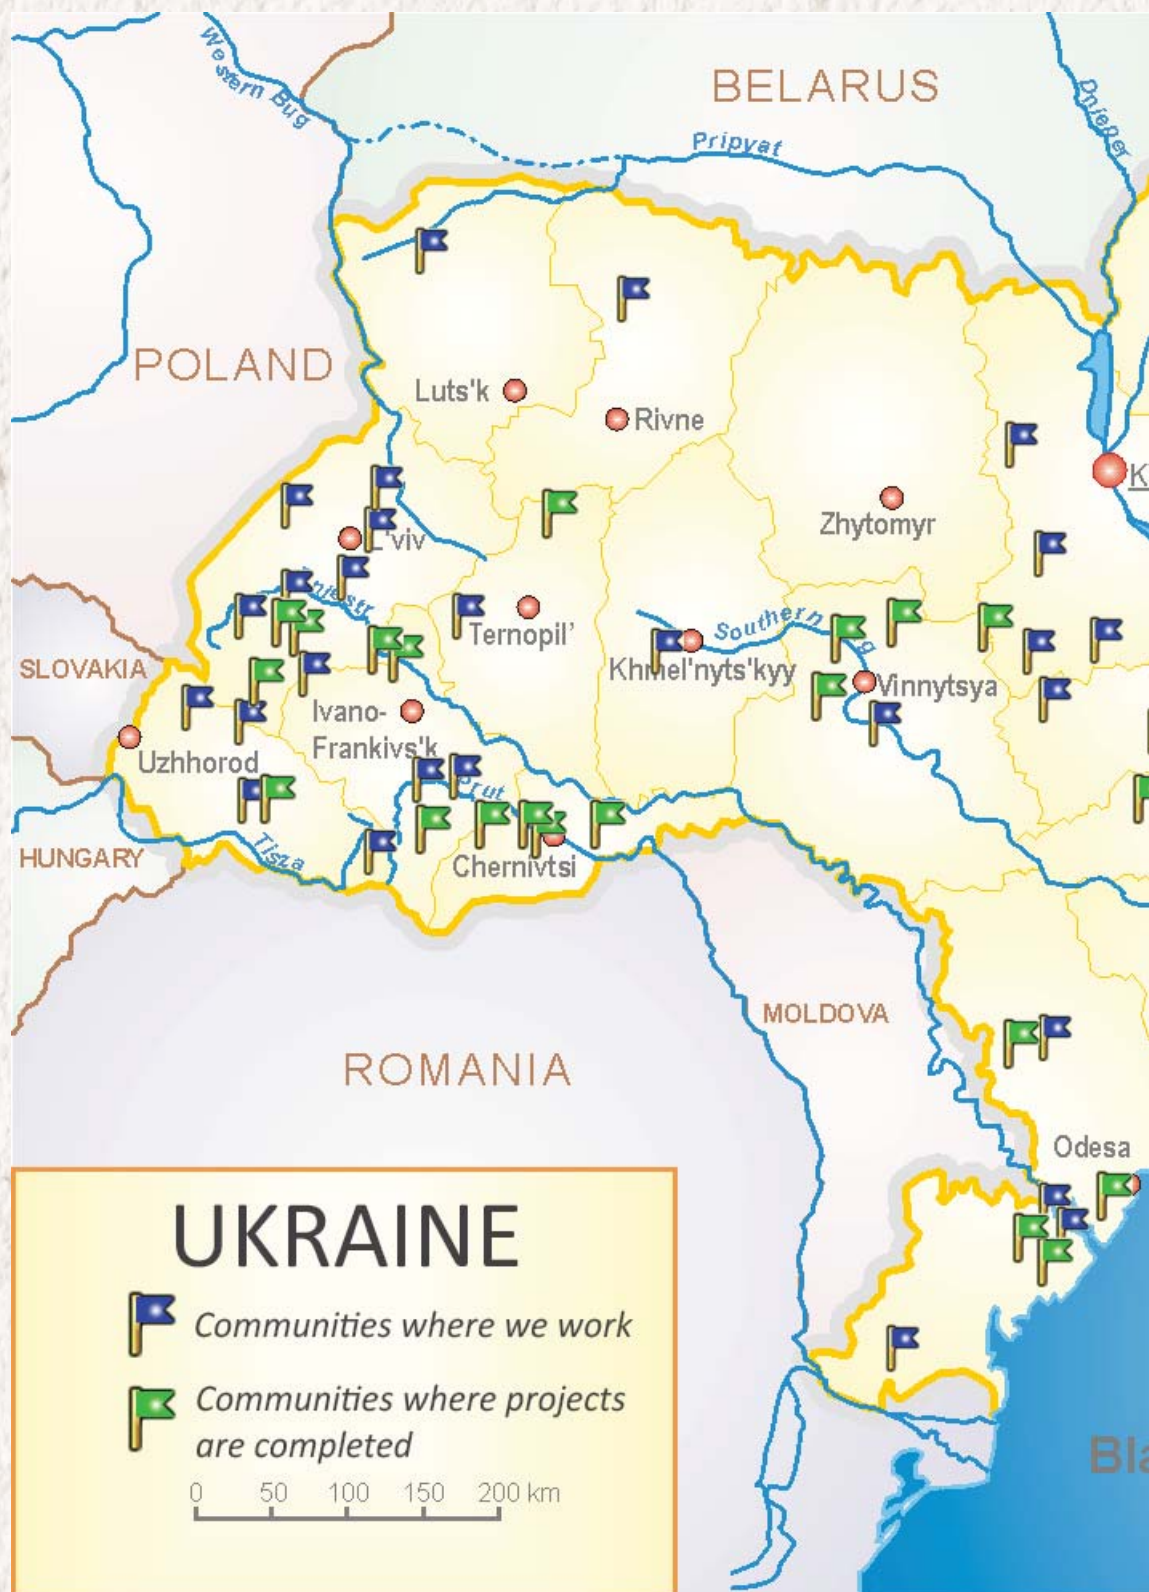 Western Bug
BELARUS
Dnieper
Pripyat
POLAND
Luts'k
Rivne
K
Zhytomyr
L'viv
Dniestr
Ternopil'
Southern
Khmel'nyts'kyy
Vinnytsya
SLOVAKIA
Ivano-
Frankivs'k
Uzhhorod
Prut
HUNGARY
Tisza
Chernivtsi
MOLDOVA
ROMANIA
Odesa
UKRAINE
Communities where we work
Communities where projects
are completed
0 50 100 150 200 km
Bla